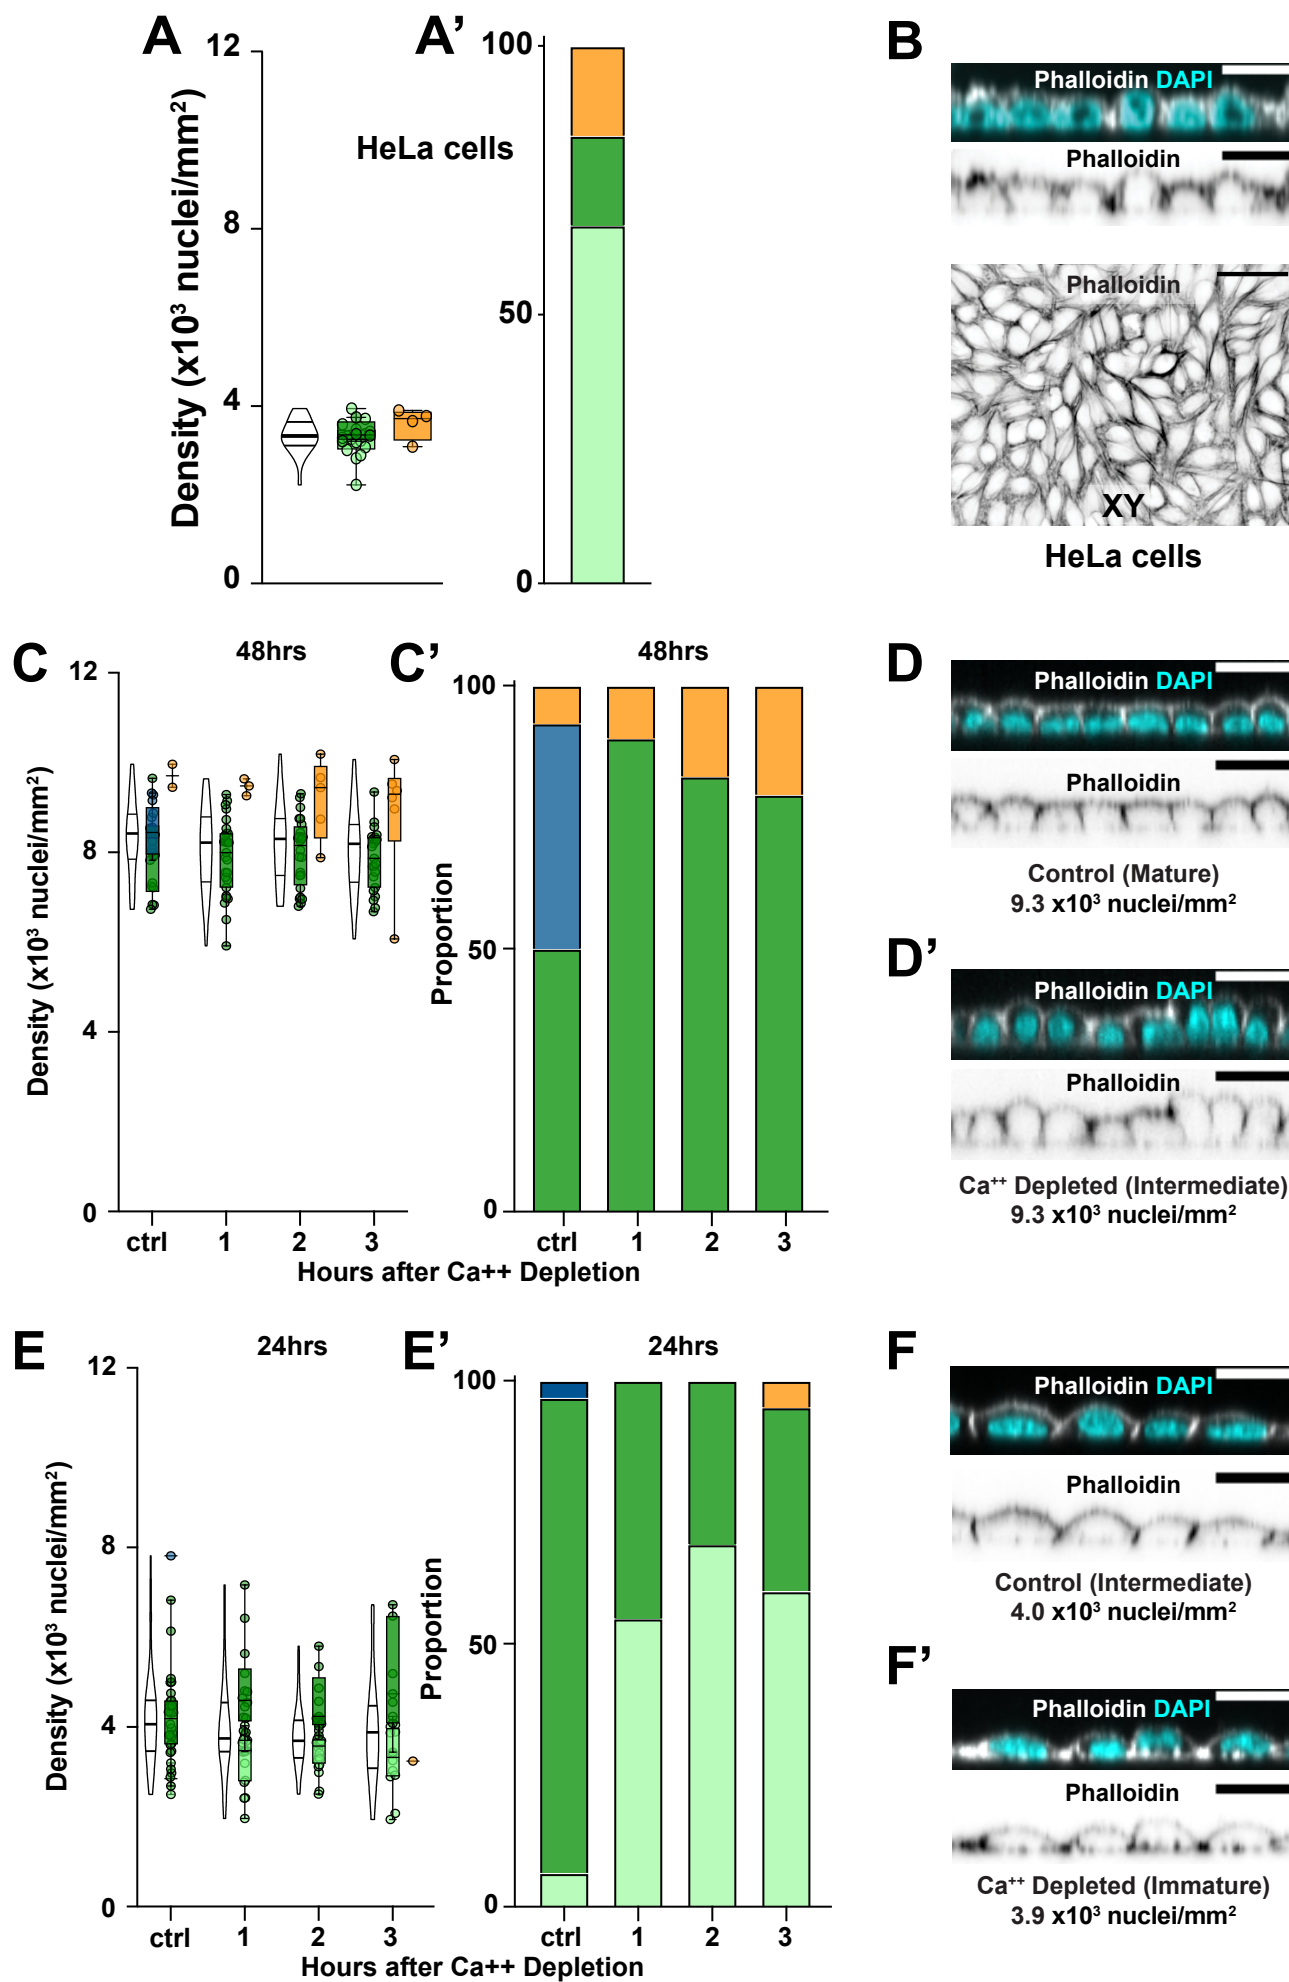 A
12
8
4
0
Density (x10³ nuclei/mm²)
A’
100
50
0
HeLa cells
B
Phalloidin DAPI
Phalloidin
Phalloidin
XY
HeLa cells
C
48hrs
12
8
4
0
Density (x10³ nuclei/mm²)
ctrl 1 2 3
C’
48hrs
100
50
0
Proportion
ctrl 1 2 3
Hours after Ca++ Depletion
D
Phalloidin DAPI
Phalloidin
Control (Mature)
9.3 x10³ nuclei/mm²
D’
Phalloidin DAPI
Phalloidin
Ca⁺⁺ Depleted (Intermediate)
9.3 x10³ nuclei/mm²
E
24hrs
12
8
4
0
Density (x10³ nuclei/mm²)
ctrl 1 2 3
E’
24hrs
100
50
0
Proportion
ctrl 1 2 3
Hours after Ca++ Depletion
F
Phalloidin DAPI
Phalloidin
Control (Intermediate)
4.0 x10³ nuclei/mm²
F’
Phalloidin DAPI
Phalloidin
Ca⁺⁺ Depleted (Immature)
3.9 x10³ nuclei/mm²